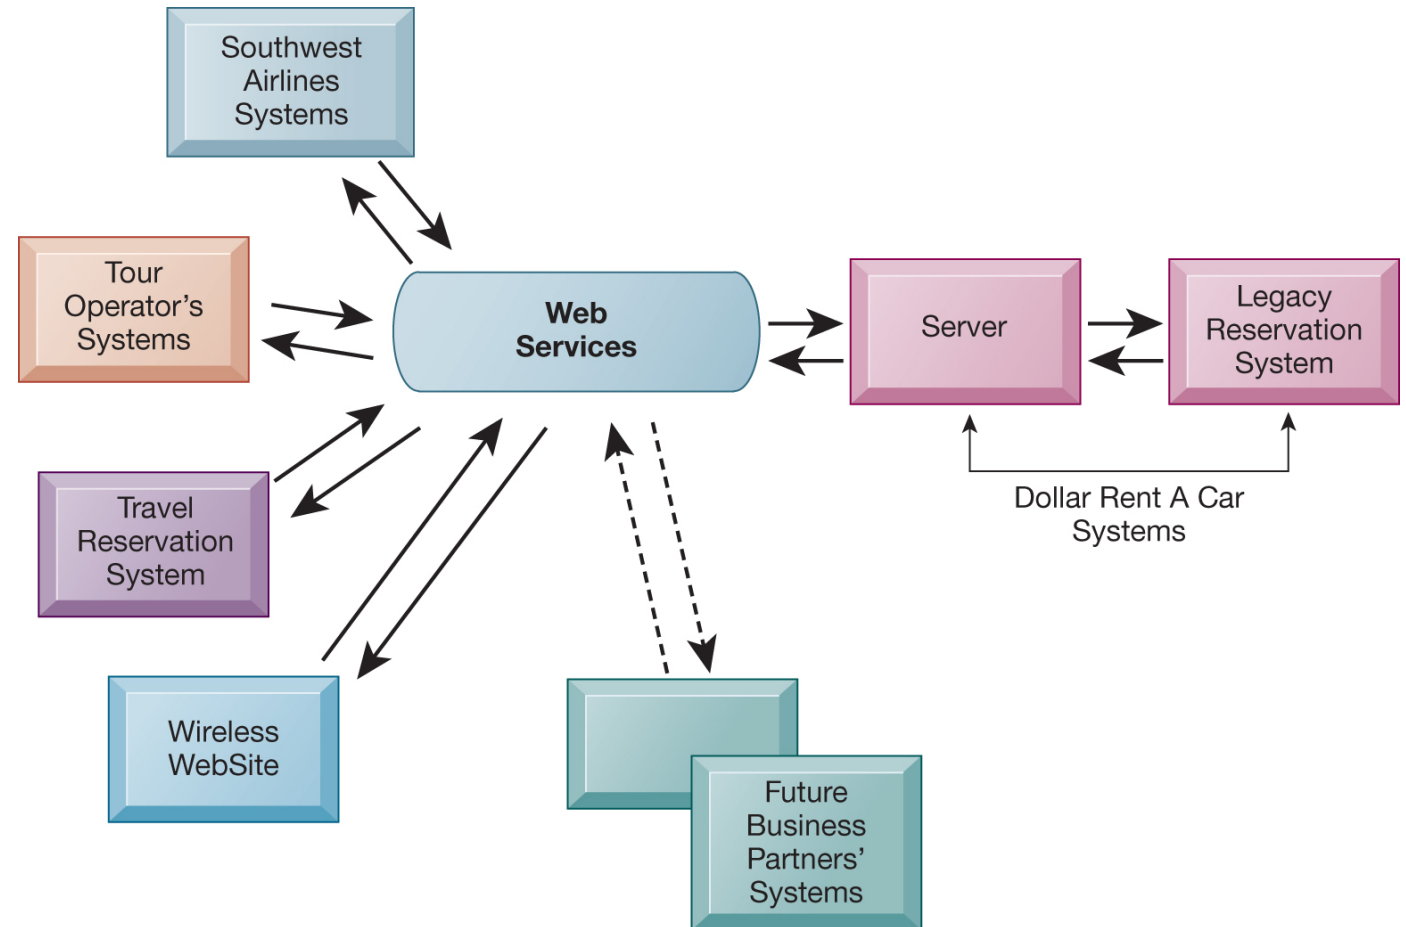 Southwest
Airlines
Systems
Tour
Operator’s
Systems
Web
Services
Server
Legacy
Reservation
System
Dollar Rent A Car
Systems
Travel
Reservation
System
Wireless
WebSite
Future
Business
Partners’
Systems